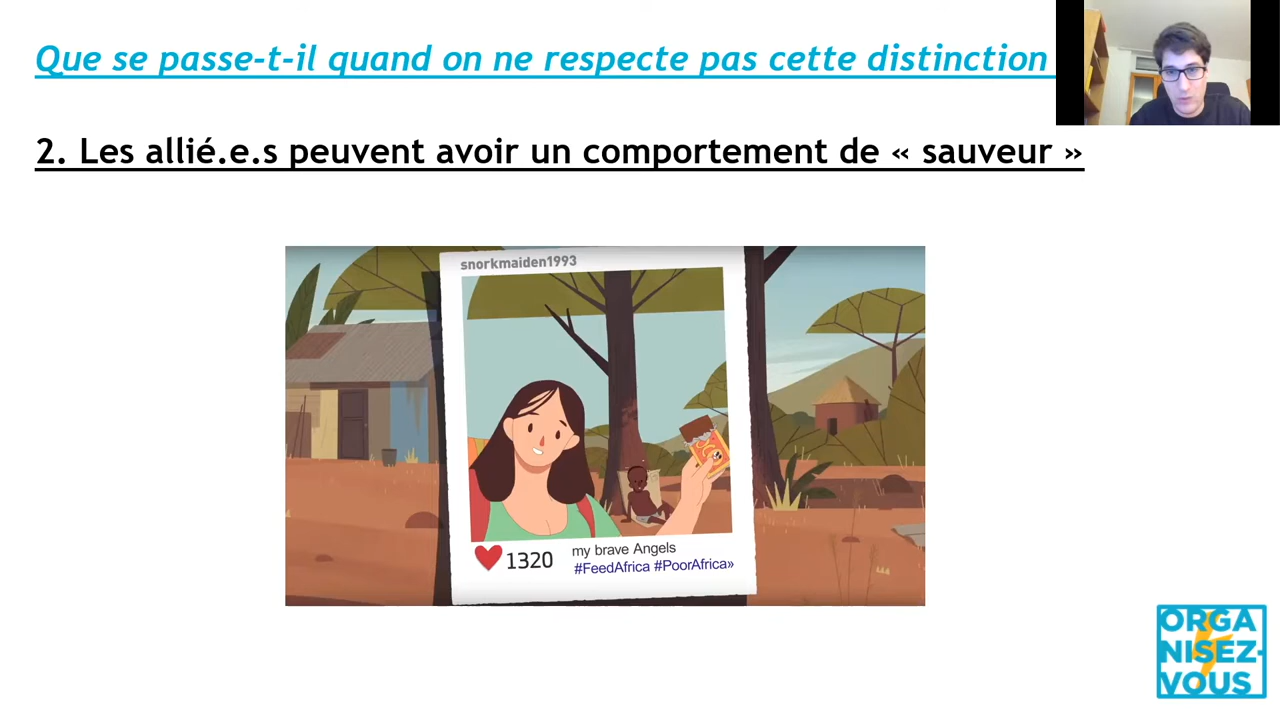 Que se passe-t-il quand on ne respecte pas cette distinction
2. Les allié.e.s peuvent avoir un comportement de « sauveur »
snorkmaiden1993
1320
my brave Angels
#FeedAfrica #PoorAfrica»
ORGA
NISEZ-
VOUS